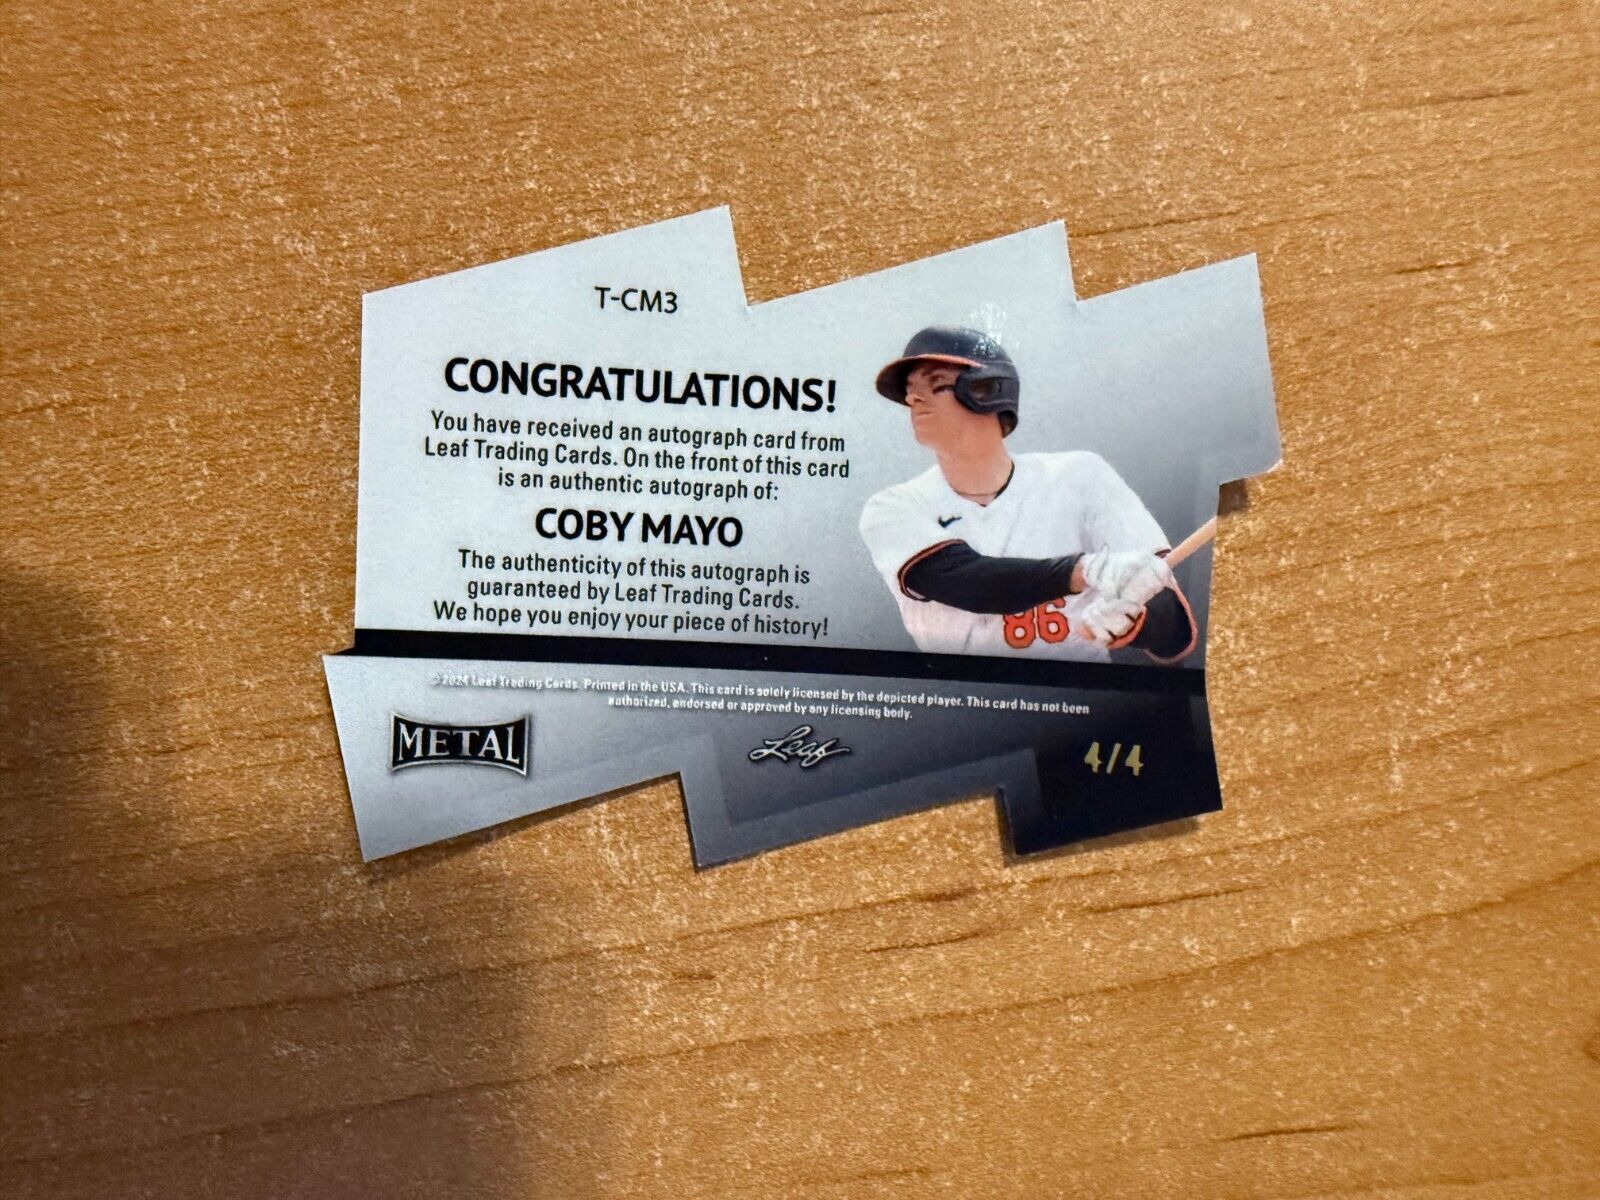 T-CM3
CONGRATULATIONS!
You have received an autograph card from
Leaf Trading Cards. On the front of this card
is an authentic autograph of:
COBY MAYO
The authenticity of this autograph is
guaranteed by Leaf Trading Cards.
We hope you enjoy your piece of history!
86
© 2024 Leaf Trading Cards. Printed in the USA. This card is solely licensed by the depicted player. This card has not been
authorized, endorsed or approved by any licensing body.
METAL
Leaf
4/4